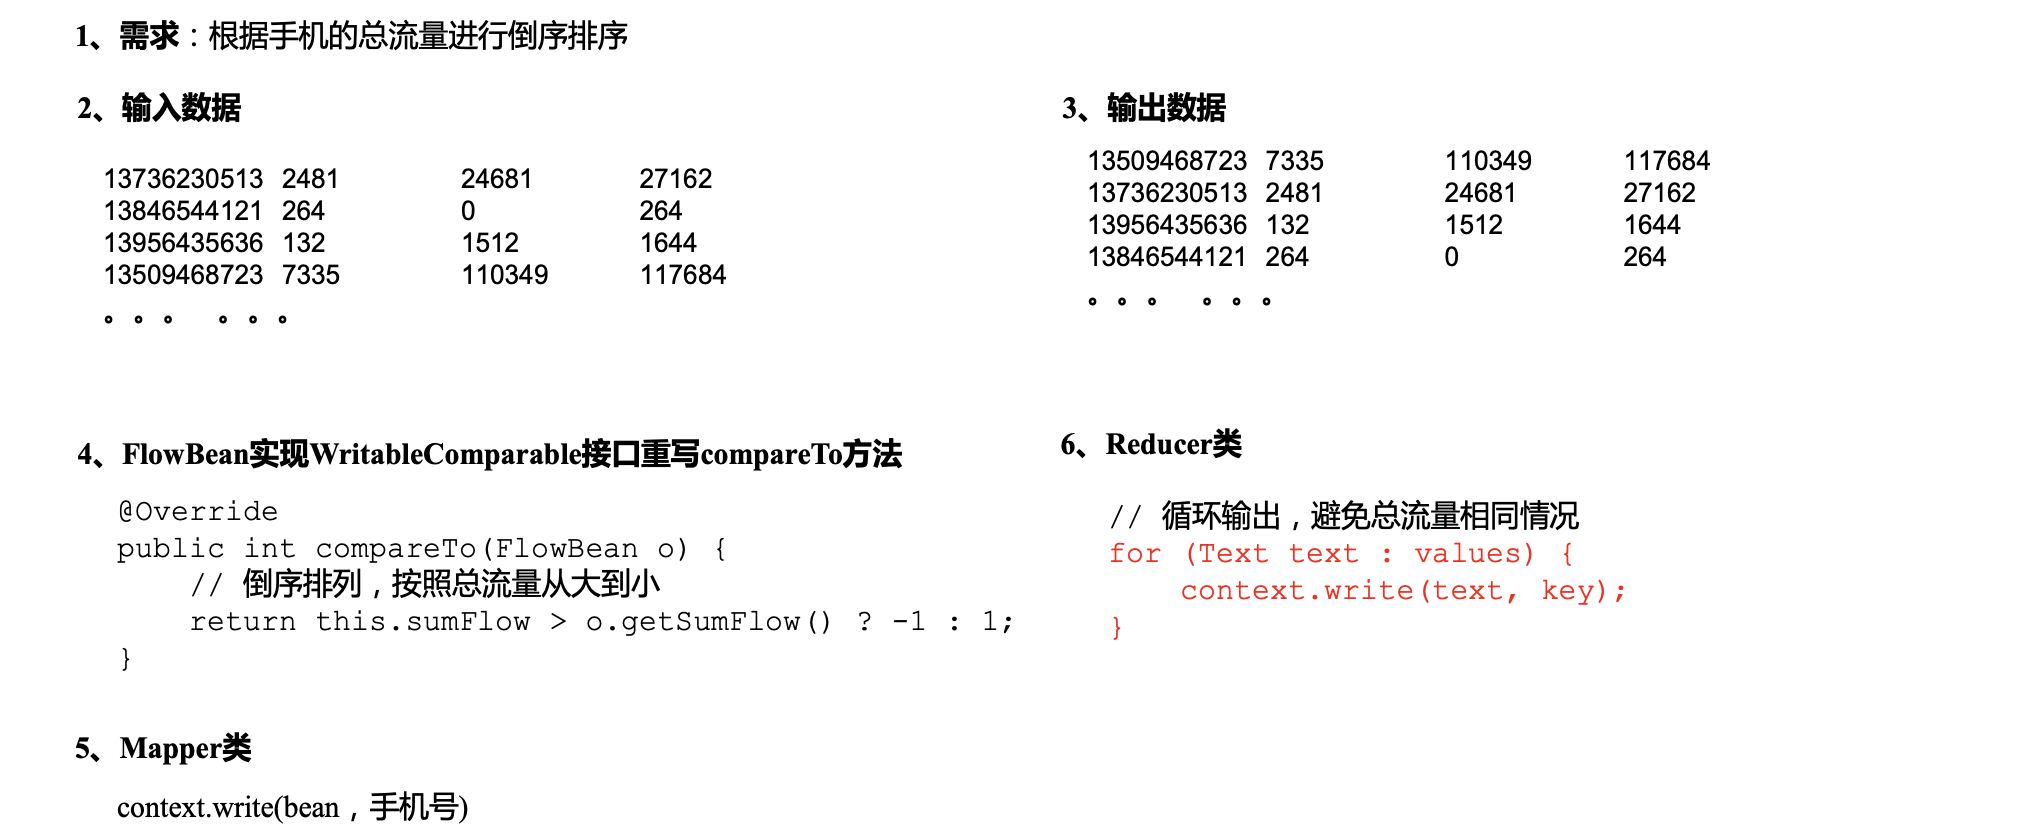 1、需求：根据手机的总流量进行倒序排序
2、输入数据
13736230513 2481 24681 27162
13846544121 264 0 264
13956435636 132 1512 1644
13509468723 7335 110349 117684
。。。 。。。
3、输出数据
13509468723 7335 110349 117684
13736230513 2481 24681 27162
13956435636 132 1512 1644
13846544121 264 0 264
。。。 。。。
4、FlowBean实现WritableComparable接口重写compareTo方法
@Override
public int compareTo(FlowBean o) {
// 倒序排列，按照总流量从大到小
return this.sumFlow > o.getSumFlow() ? -1 : 1;
}
5、Mapper类
context.write(bean，手机号)
6、Reducer类
// 循环输出，避免总流量相同情况
for (Text text : values) {
context.write(text, key);
}